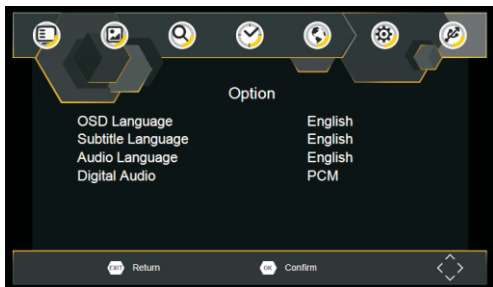 Option
OSD Language English
Subtitle Language English
Audio Language English
Digital Audio PCM
EXIT Return OK Confirm